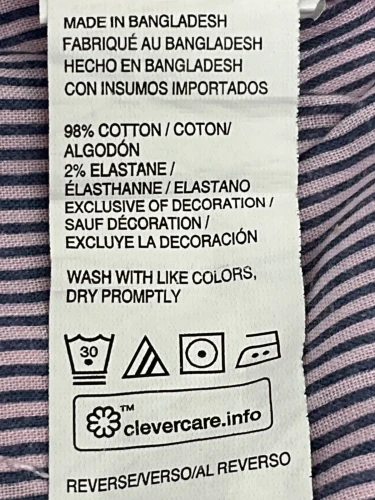 MADE IN BANGLADESH
FABRIQUÉ AU BANGLADESH
HECHO EN BANGLADESH
CON INSUMOS IMPORTADOS
98% COTTON / COTON/
ALGODÓN
2% ELASTANE /
ÉLASTHANNE / ELASTANO
EXCLUSIVE OF DECORATION /
SAUF DÉCORATION /
EXCLUYE LA DECORACIÓN
WASH WITH LIKE COLORS,
DRY PROMPTLY
30
™
clevercare.info
REVERSE/VERSO/AL REVERSO